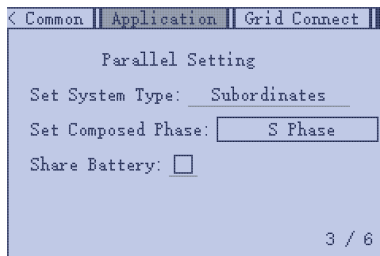 < Common Application Grid Connect
Parallel Setting
Set System Type: Subordinates
Set Composed Phase: S Phase
Share Battery:
3 / 6